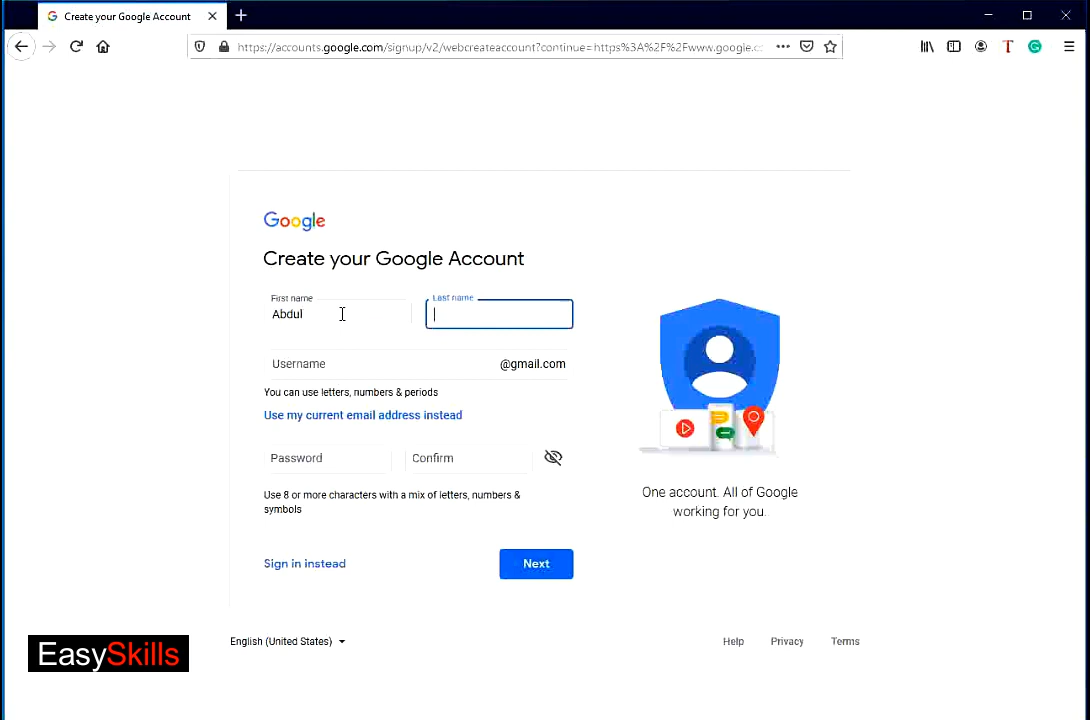 Create your Google Account
https://accounts.google.com/signup/v2/webcreateaccount?continue=https%3A%2F%2Fwww.google.cc
Google
Create your Google Account
First name
Last name
Abdul
Username
@gmail.com
You can use letters, numbers & periods
Use my current email address instead
Password
Confirm
Use 8 or more characters with a mix of letters, numbers &
symbols
One account. All of Google
working for you.
Sign in instead
Next
English (United States)
Help
Privacy
Terms
EasySkills